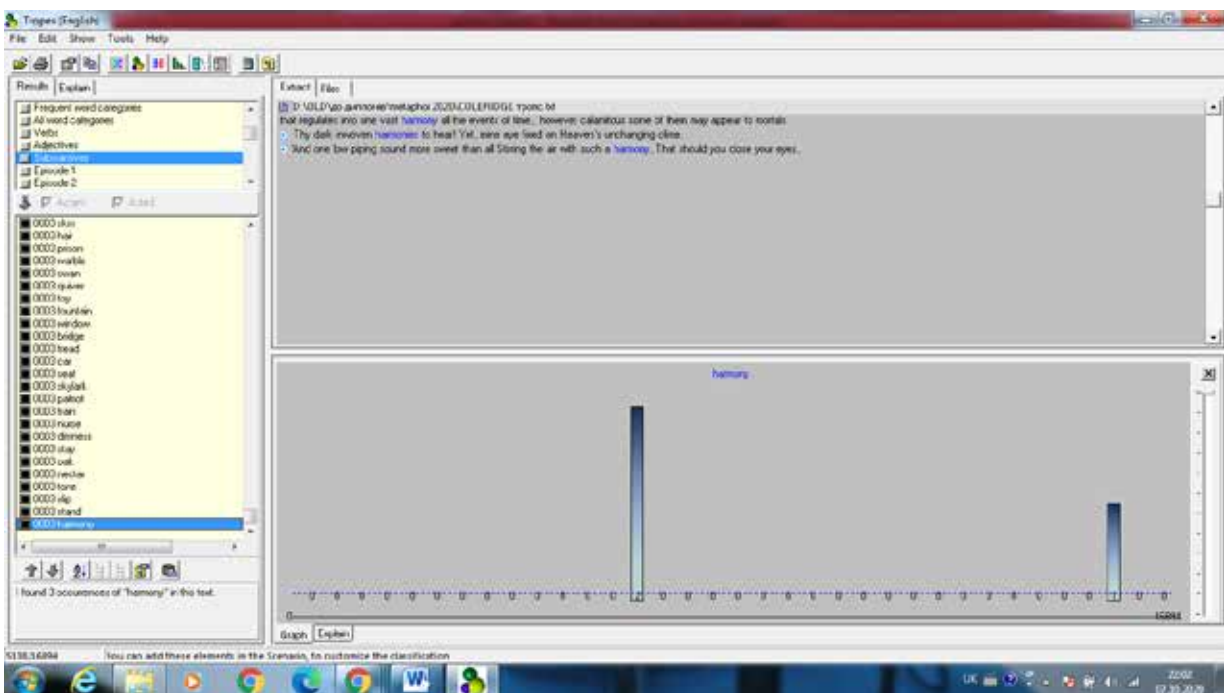 Tropes (English)
File Edit Show Tools Help
Results Explain
Frequent word categories
All word categories
Verbs
Adjectives
Substantives
Episode 1
Episode 2
0003 skin
0003 hair
0003 prison
0003 warble
0003 swan
0003 quiver
0003 toy
0003 fountain
0003 window
0003 bridge
0003 tread
0003 car
0003 seat
0003 skylark
0003 patriot
0003 train
0003 nurse
0003 dimness
0003 stay
0003 nectar
0003 tone
0003 slip
0003 stand
0003 harmony
I found 3 occurrences of "harmony" in this text.
Extract Files
that regulates into one vast harmony all the events of time, however calamitous some of them may appear to mortals
Thy dark inwoven harmonies to hear! Yet, mine eye fixed on Heaven's unchanging clime
'And one low piping sound more sweet than all Stirring the air with such a harmony, That should you close your eyes,
harmony
Graph Explain
You can add these elements in the Scenario, to customize the classification
UK
22:02